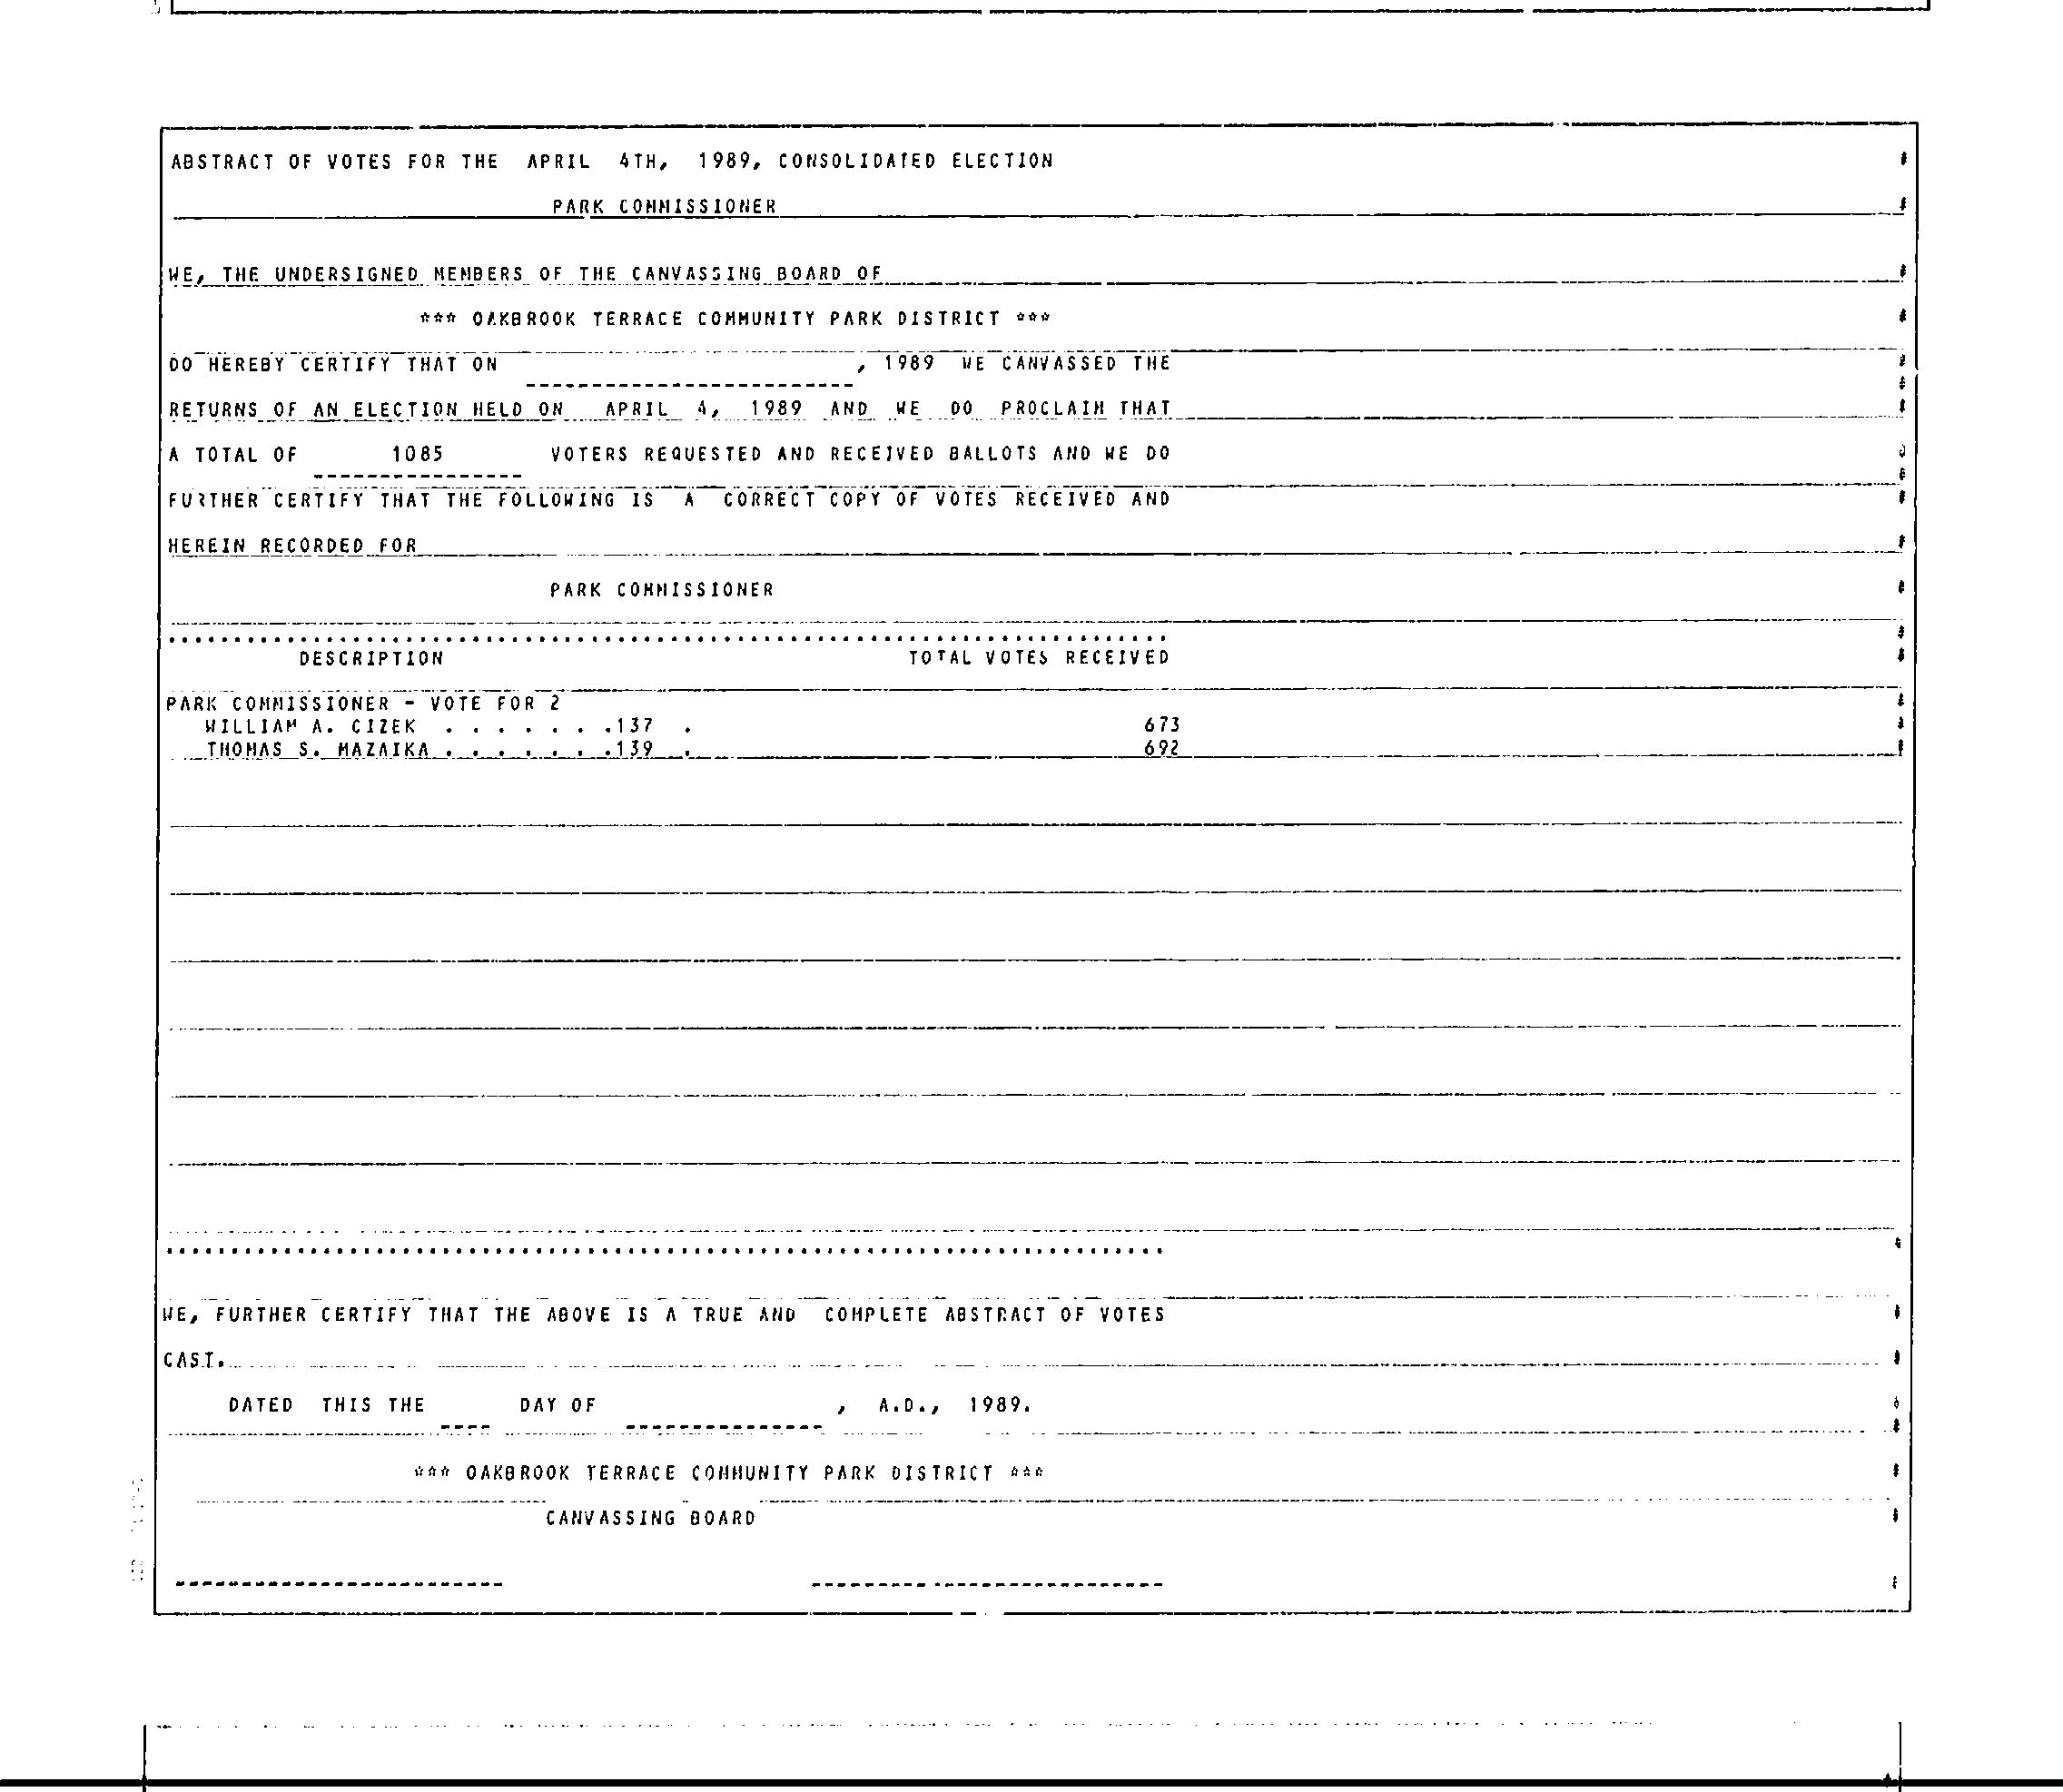 ABSTRACT OF VOTES FOR THE APRIL 4TH, 1989, CONSOLIDATED ELECTION
PARK COMMISSIONER
WE, THE UNDERSIGNED MEMBERS OF THE CANVASSING BOARD OF
*** OAKBROOK TERRACE COMMUNITY PARK DISTRICT ***
DO HEREBY CERTIFY THAT ON , 1989 WE CANVASSED THE
RETURNS OF AN ELECTION HELD ON APRIL 4, 1989 AND WE DO PROCLAIM THAT
A TOTAL OF 1085 VOTERS REQUESTED AND RECEIVED BALLOTS AND WE DO
FURTHER CERTIFY THAT THE FOLLOWING IS A CORRECT COPY OF VOTES RECEIVED AND
HEREIN RECORDED FOR
PARK COMMISSIONER
DESCRIPTION TOTAL VOTES RECEIVED
PARK COMMISSIONER - VOTE FOR 2
WILLIAM A. CIZEK . . . . . . .137 . 673
THOMAS S. MAZAIKA . . . . . . .139 . 692
WE, FURTHER CERTIFY THAT THE ABOVE IS A TRUE AND COMPLETE ABSTRACT OF VOTES
CAST.
DATED THIS THE ---- DAY OF ---------------, A.D., 1989.
*** OAKBROOK TERRACE COMMUNITY PARK DISTRICT ***
CANVASSING BOARD